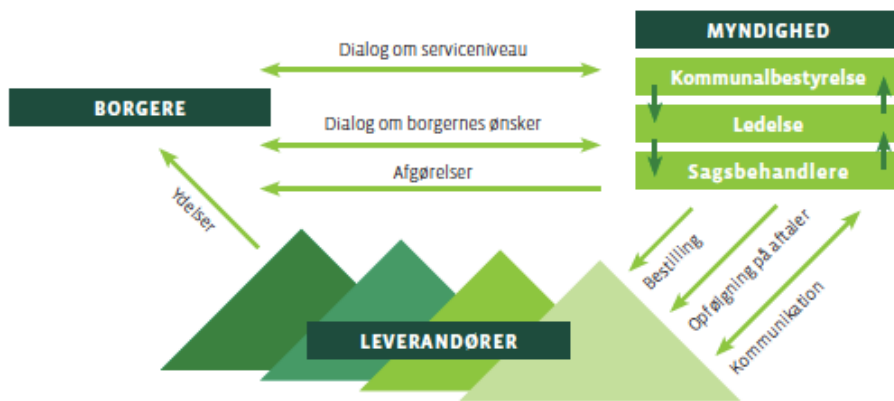 MYNDIGHED
Dialog om serviceniveau
Kommunalbestyrelse
BORGERE
Dialog om borgernes ønsker
Ledelse
Afgørelser
Sagsbehandlere
Ydelser
Bestilling
Opfølgning på aftaler
Kommunikation
LEVERANDØRER